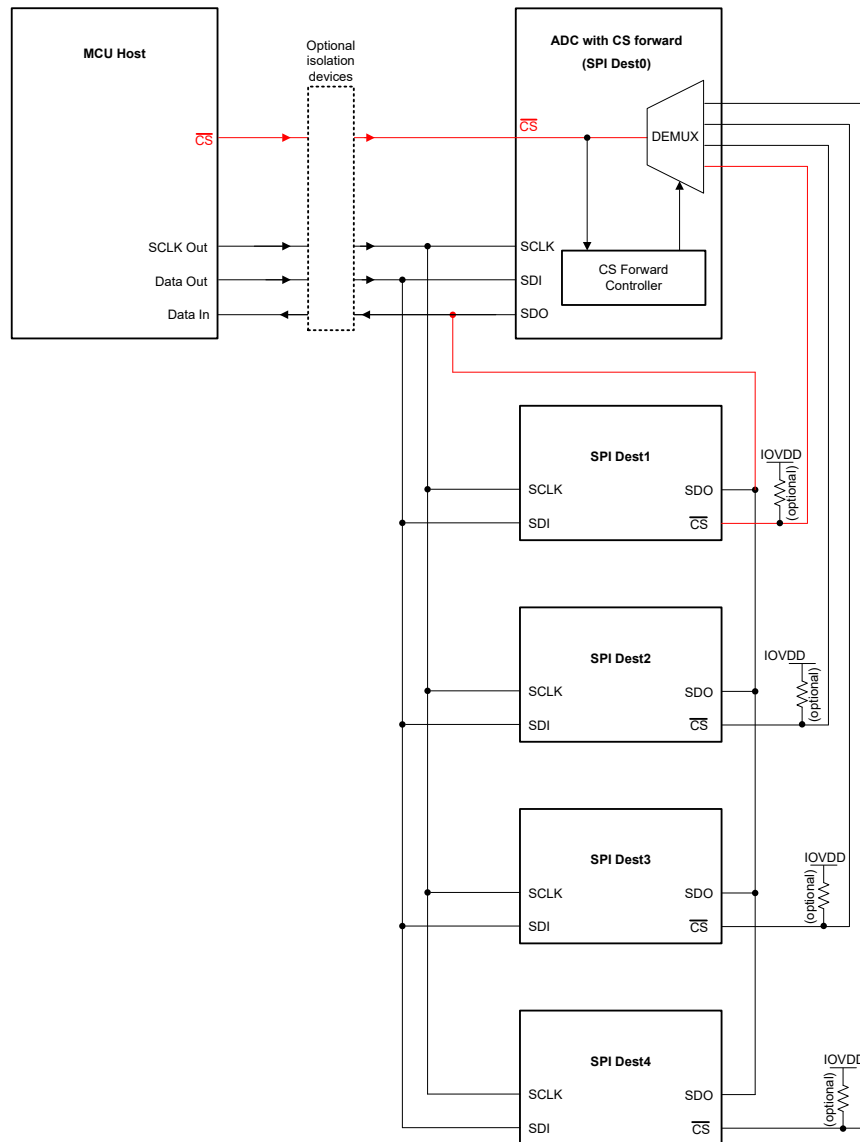 MCU Host
Optional
isolation
devices
ADC with CS forward
(SPI Dest0)
CS
CS
DEMUX
SCLK Out
SCLK
CS Forward
Controller
Data Out
SDI
Data In
SDO
SPI Dest1
IOVDD
(optional)
SCLK
SDO
SDI
CS
SPI Dest2
IOVDD
(optional)
SCLK
SDO
SDI
CS
SPI Dest3
IOVDD
(optional)
SCLK
SDO
SDI
CS
SPI Dest4
IOVDD
(optional)
SCLK
SDO
SDI
CS